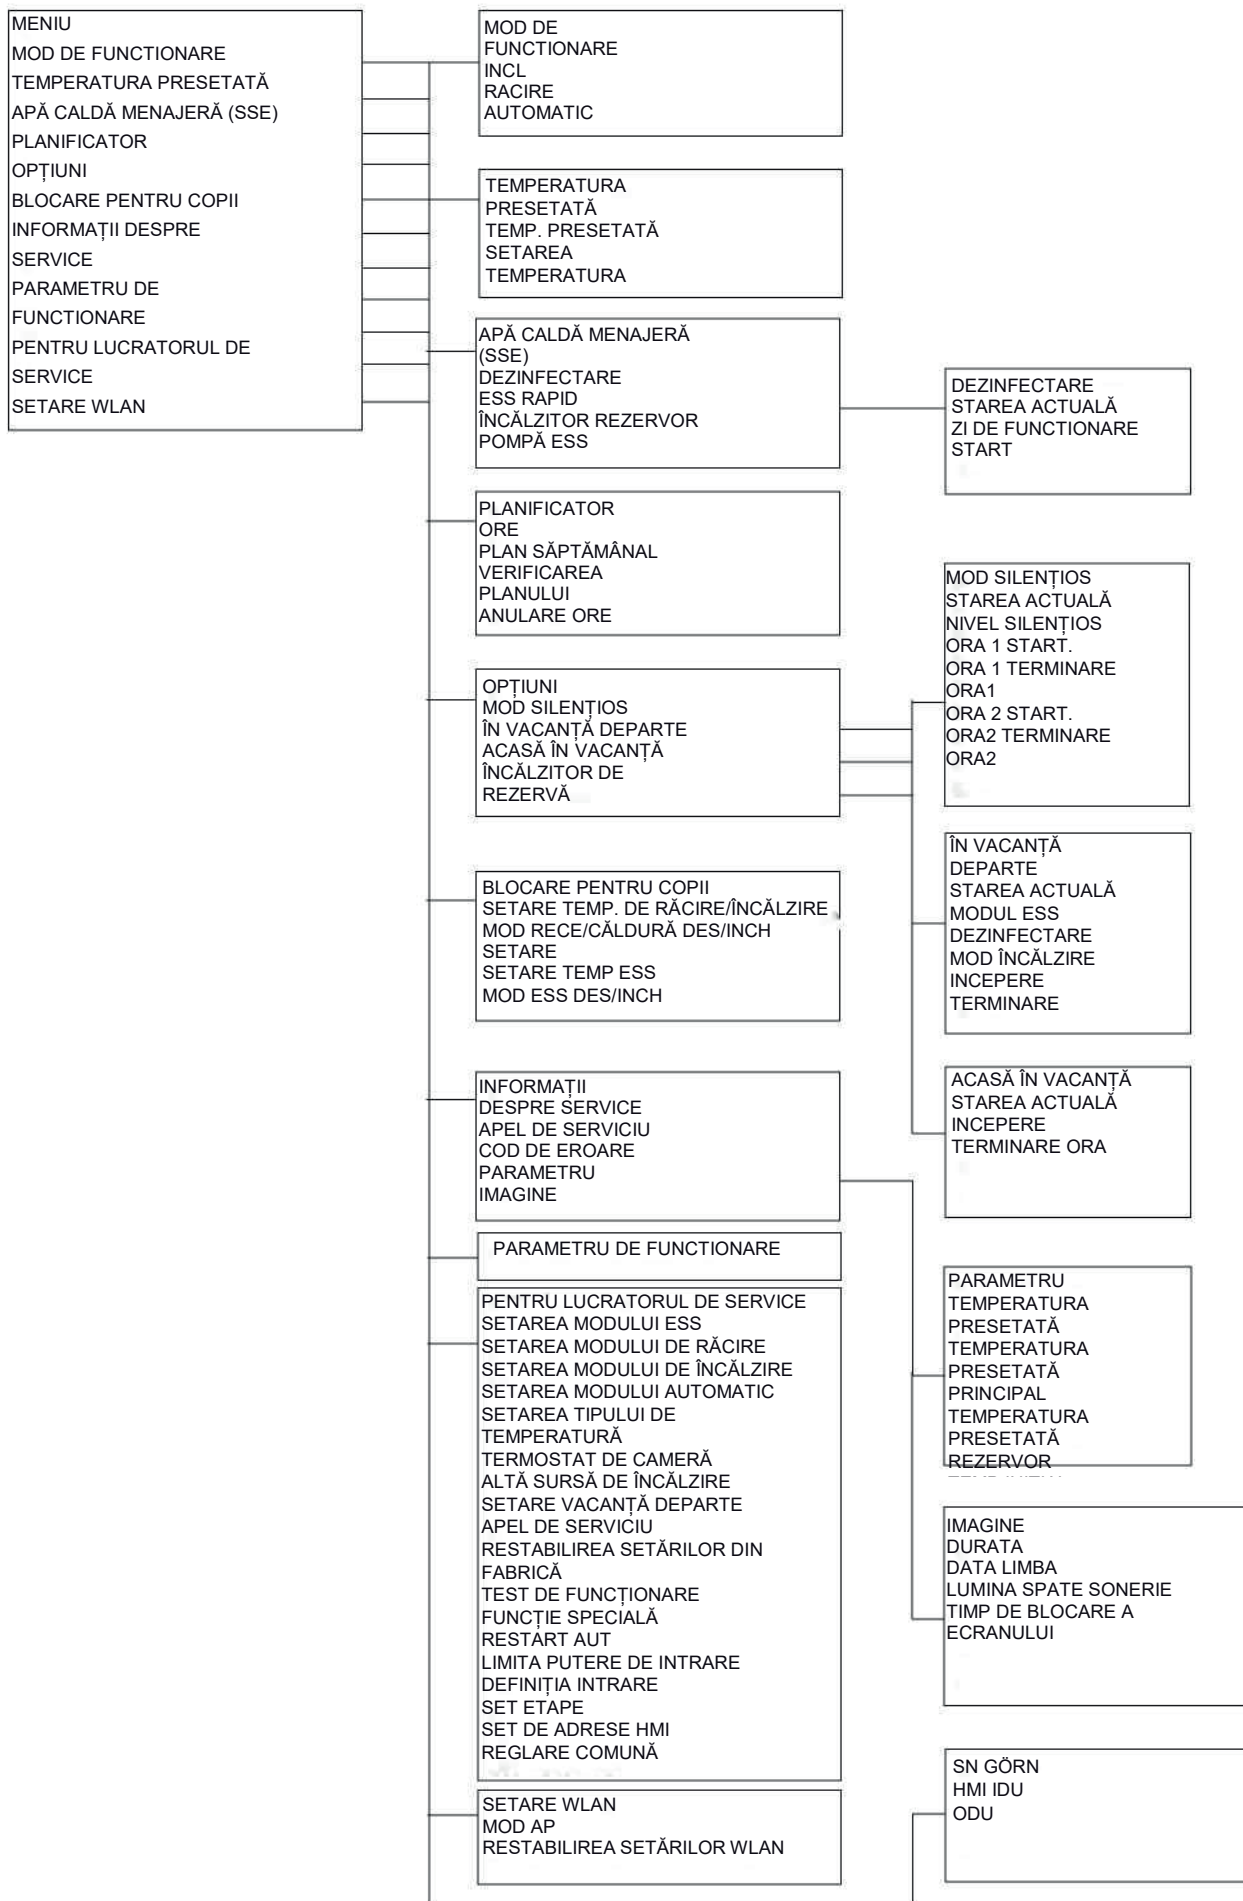 MENIU
MOD DE FUNCTIONARE
TEMPERATURA PRESETATĂ
APĂ CALDĂ MENAJERĂ (SSE)
PLANIFICATOR
OPȚIUNI
BLOCARE PENTRU COPII
INFORMAȚII DESPRE
SERVICE
PARAMETRU DE
FUNCTIONARE
PENTRU LUCRATORUL DE
SERVICE
SETARE WLAN
MOD DE
FUNCTIONARE
INCL
RACIRE
AUTOMATIC
TEMPERATURA
PRESETATĂ
TEMP. PRESETATĂ
SETAREA
TEMPERATURA
APĂ CALDĂ MENAJERĂ
(SSE)
DEZINFECTARE
ESS RAPID
ÎNCĂLZITOR REZERVOR
POMPĂ ESS
DEZINFECTARE
STAREA ACTUALĂ
ZI DE FUNCTIONARE
START
PLANIFICATOR
ORE
PLAN SĂPTĂMÂNAL
VERIFICAREA
PLANULUI
ANULARE ORE
MOD SILENȚIOS
STAREA ACTUALĂ
NIVEL SILENȚIOS
ORA 1 START.
ORA 1 TERMINARE
ORA1
ORA 2 START.
ORA2 TERMINARE
ORA2
OPȚIUNI
MOD SILENȚIOS
ÎN VACANȚĂ DEPARTE
ACASĂ ÎN VACANȚĂ
ÎNCĂLZITOR DE
REZERVĂ
ÎN VACANȚĂ
DEPARTE
STAREA ACTUALĂ
MODUL ESS
DEZINFECTARE
MOD ÎNCĂLZIRE
INCEPERE
TERMINARE
BLOCARE PENTRU COPII
SETARE TEMP. DE RĂCIRE/ÎNCĂLZIRE
MOD RECE/CĂLDURĂ DES/INCH
SETARE
SETARE TEMP ESS
MOD ESS DES/INCH
ACASĂ ÎN VACANȚĂ
STAREA ACTUALĂ
INCEPERE
TERMINARE ORA
INFORMAȚII
DESPRE SERVICE
APEL DE SERVICIU
COD DE EROARE
PARAMETRU
IMAGINE
PARAMETRU DE FUNCTIONARE
PARAMETRU
TEMPERATURA
PRESETATĂ
TEMPERATURA
PRESETATĂ
PRINCIPAL
TEMPERATURA
PRESETATĂ
REZERVOR
PENTRU LUCRATORUL DE SERVICE
SETAREA MODULUI ESS
SETAREA MODULUI DE RĂCIRE
SETAREA MODULUI DE ÎNCĂLZIRE
SETAREA MODULUI AUTOMATIC
SETAREA TIPULUI DE
TEMPERATURĂ
TERMOSTAT DE CAMERĂ
ALTĂ SURSĂ DE ÎNCĂLZIRE
SETARE VACANȚĂ DEPARTE
APEL DE SERVICIU
RESTABILIREA SETĂRILOR DIN
FABRICĂ
TEST DE FUNCȚIONARE
FUNCȚIE SPECIALĂ
RESTART AUT
LIMITA PUTERE DE INTRARE
DEFINIȚIA INTRARE
SET ETAPE
SET DE ADRESE HMI
REGLARE COMUNĂ
IMAGINE
DURATA
DATA LIMBA
LUMINA SPATE SONERIE
TIMP DE BLOCARE A
ECRANULUI
SETARE WLAN
MOD AP
RESTABILIREA SETĂRILOR WLAN
SN GÖRN
HMI IDU
ODU